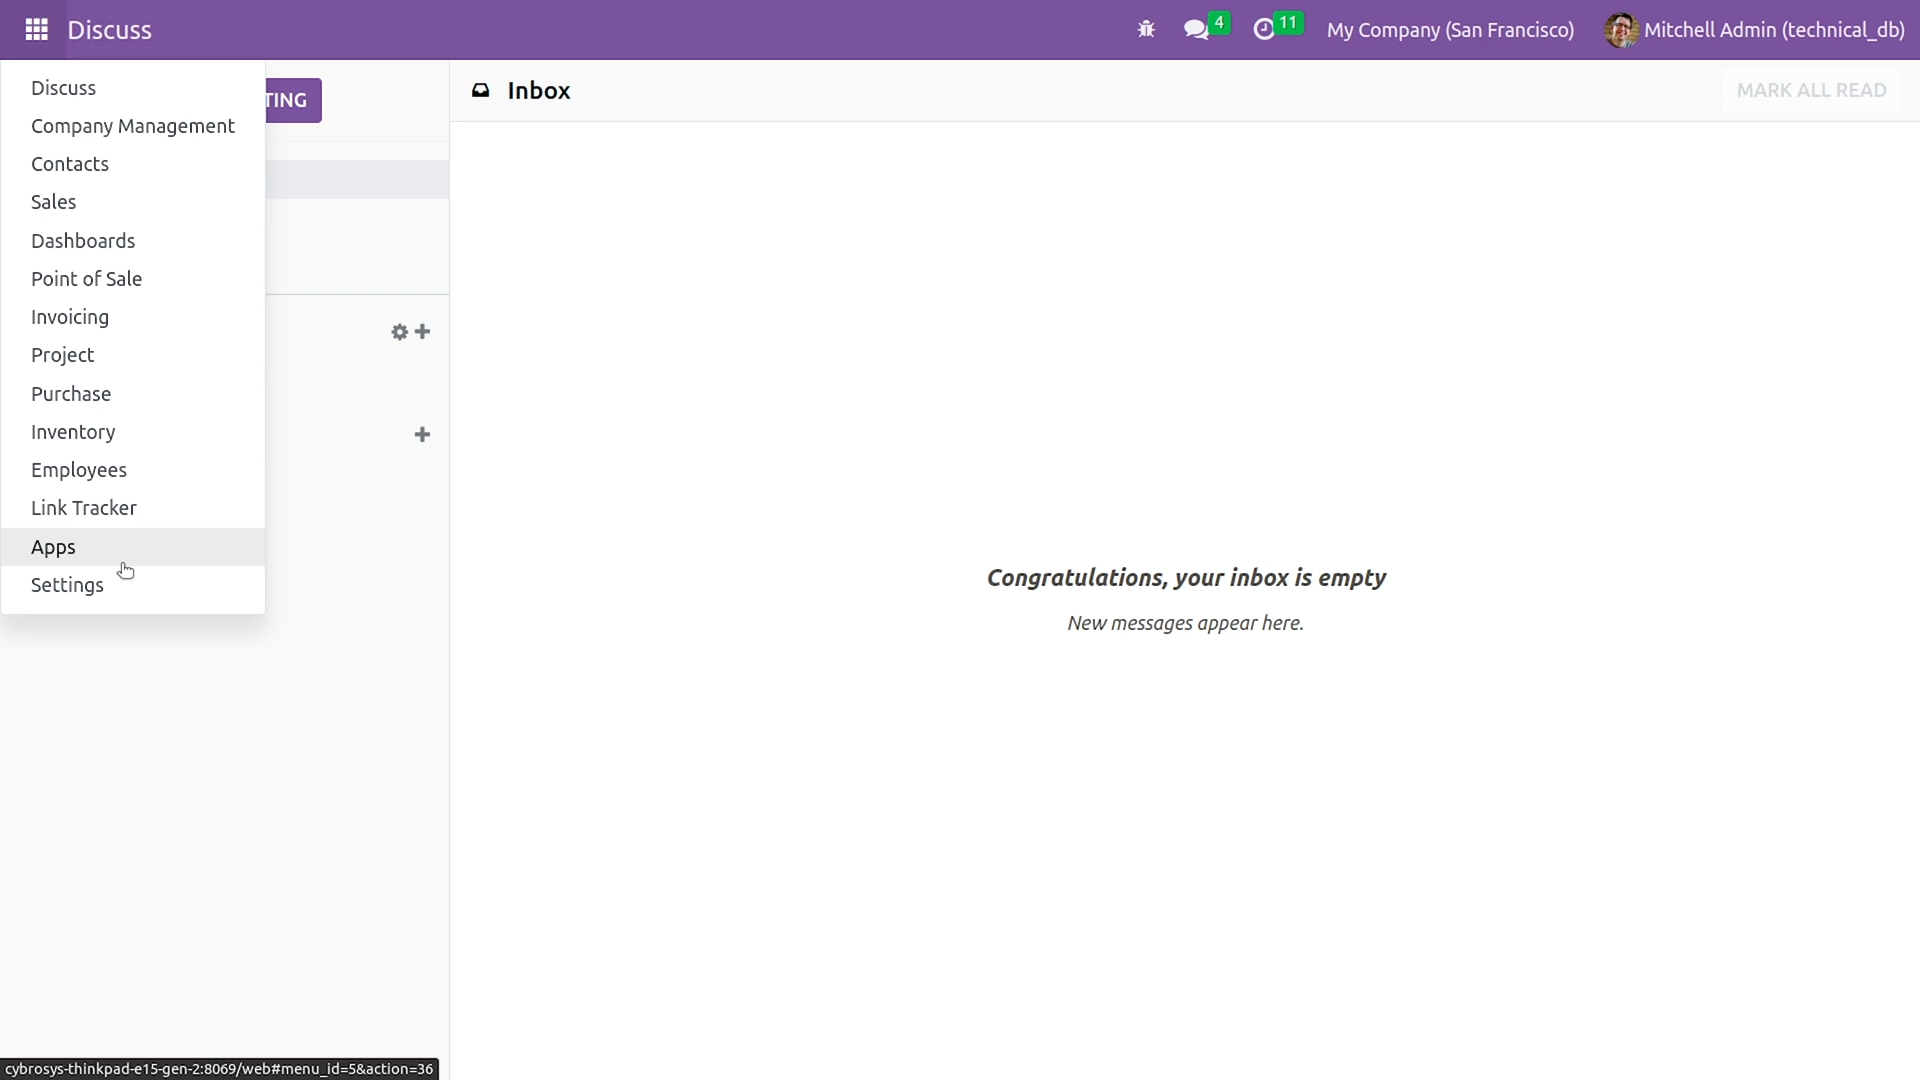 Discuss
4
11
My Company (San Francisco)
Mitchell Admin (technical_db)
Discuss
Company Management
Contacts
Sales
Dashboards
Point of Sale
Invoicing
Project
Purchase
Inventory
Employees
Link Tracker
Apps
Settings
TING
Inbox
MARK ALL READ
Congratulations, your inbox is empty
New messages appear here.
cybrosys-thinkpad-e15-gen-2:8069/web#menu_id=5&action=36